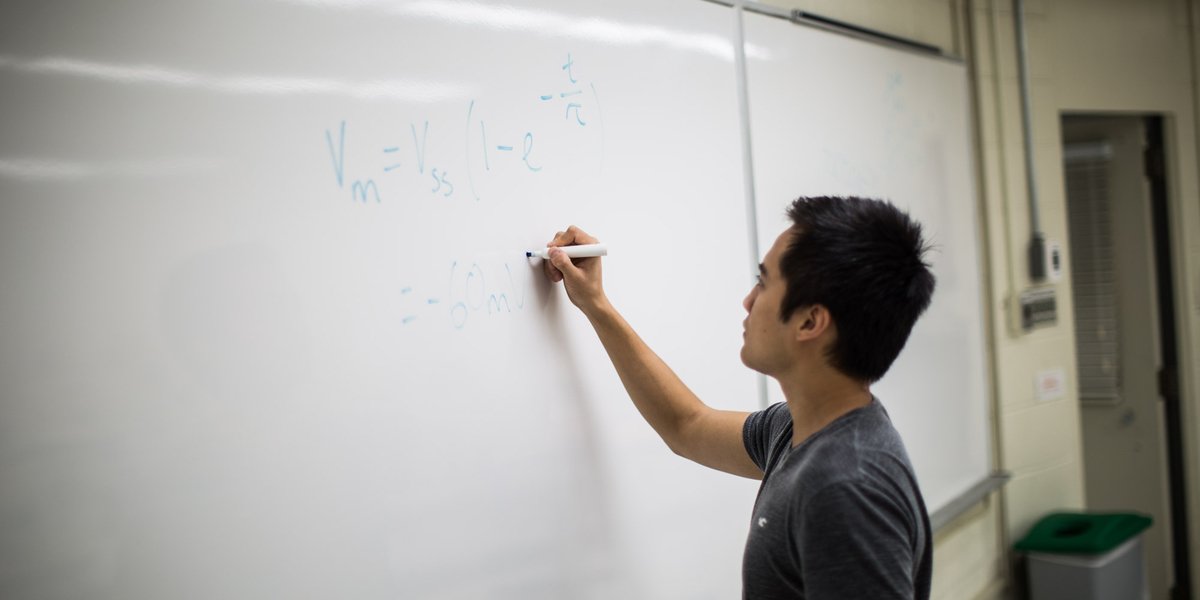 Vm = Vss (1 - e^-t/τ)
= -60mV